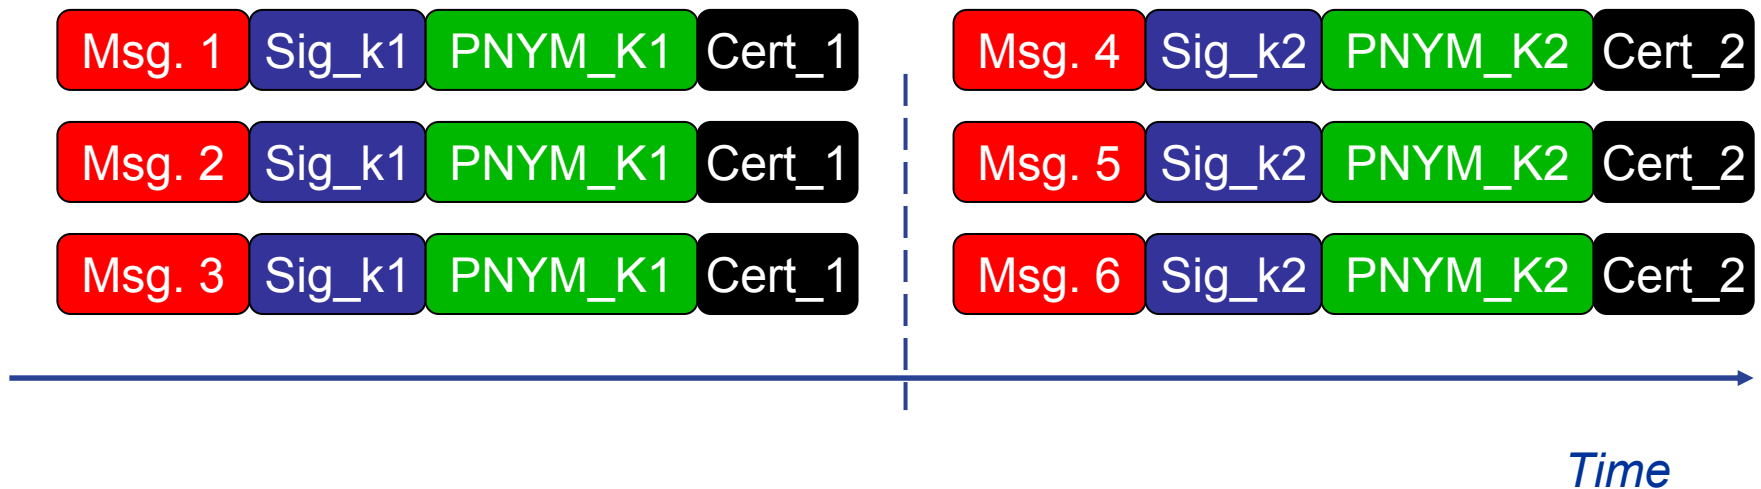 Msg. 1 Sig_k1 PNYM_K1 Cert_1 Msg. 4 Sig_k2 PNYM_K2 Cert_2
Msg. 2 Sig_k1 PNYM_K1 Cert_1 Msg. 5 Sig_k2 PNYM_K2 Cert_2
Msg. 3 Sig_k1 PNYM_K1 Cert_1 Msg. 6 Sig_k2 PNYM_K2 Cert_2
Time